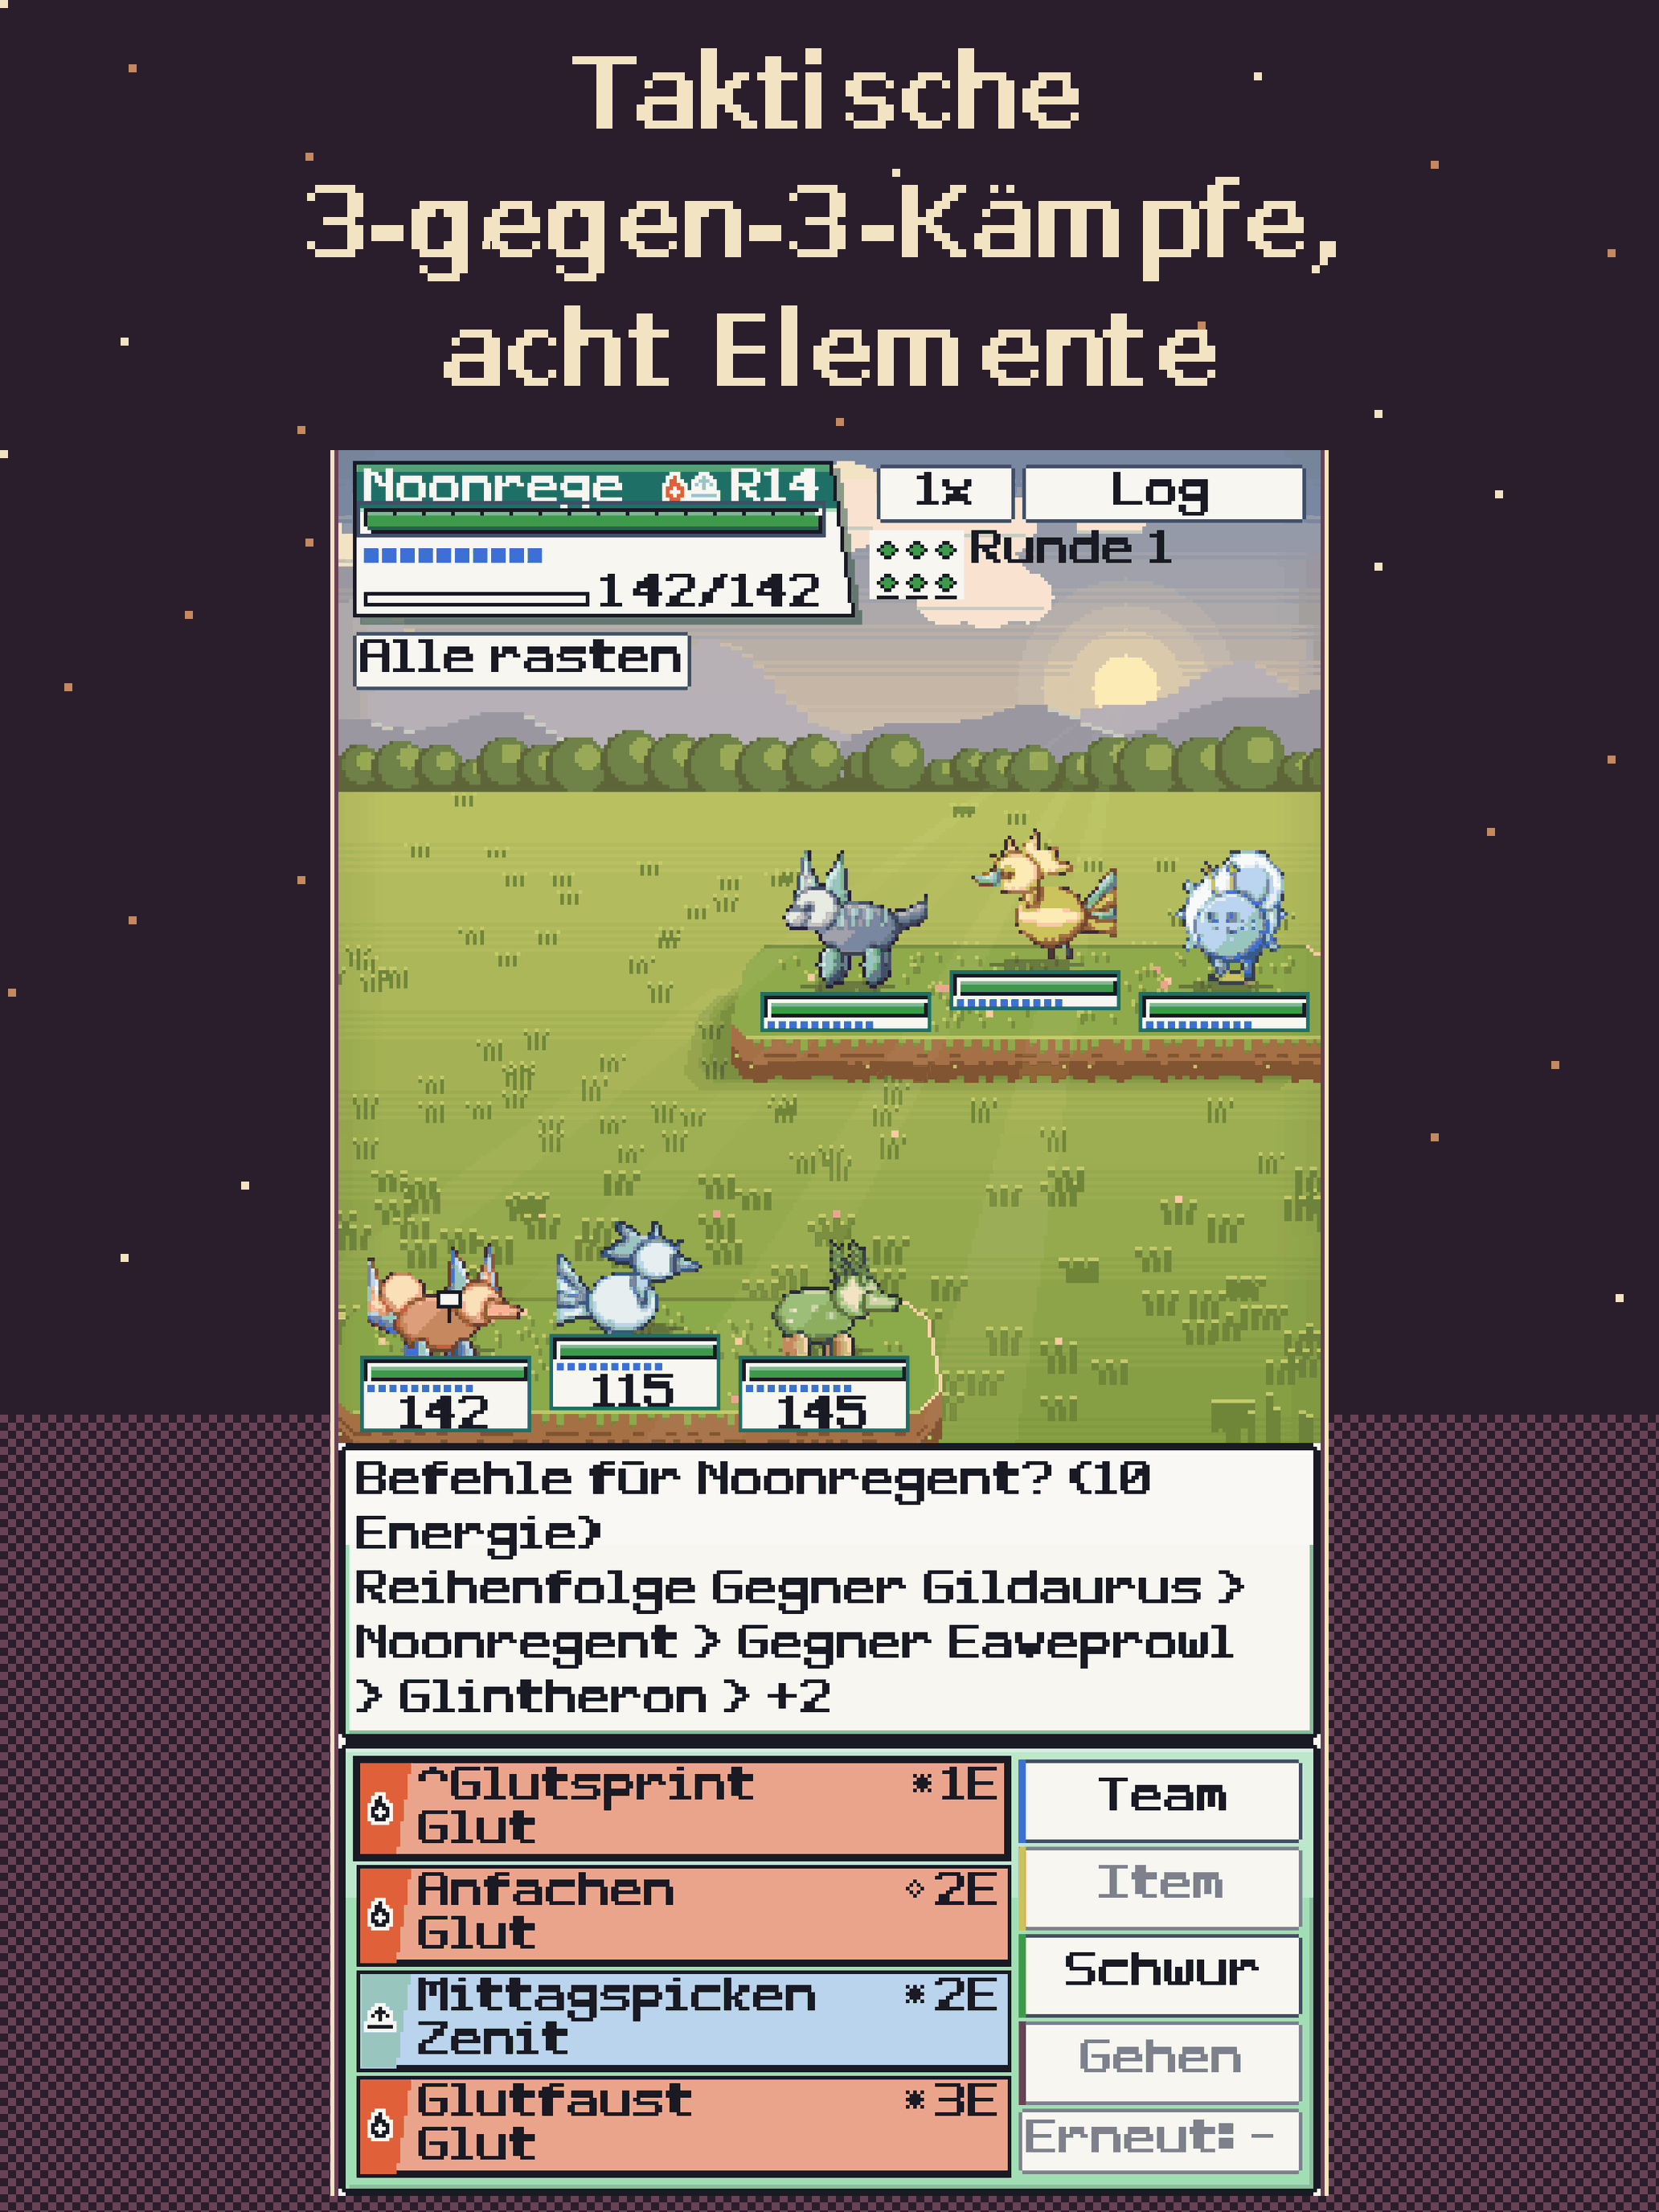 Taktische
3-gegen-3-Kämpfe,
acht Elemente
Noonrege R14
1x
Log
Runde 1
142/142
Alle rasten
142
115
145
Befehle für Noonregent? (10
Energie)
Reihenfolge Gegner Gildaurus >
Noonregent > Gegner Eaweprowl
> Glintheron > +2
^Glutsprint *1E
Glut
Anfachen ◇2E
Glut
Mittagspicken *2E
Zenit
Glutfaust *3E
Glut
Team
Item
Schwur
Gehen
Erneut: -